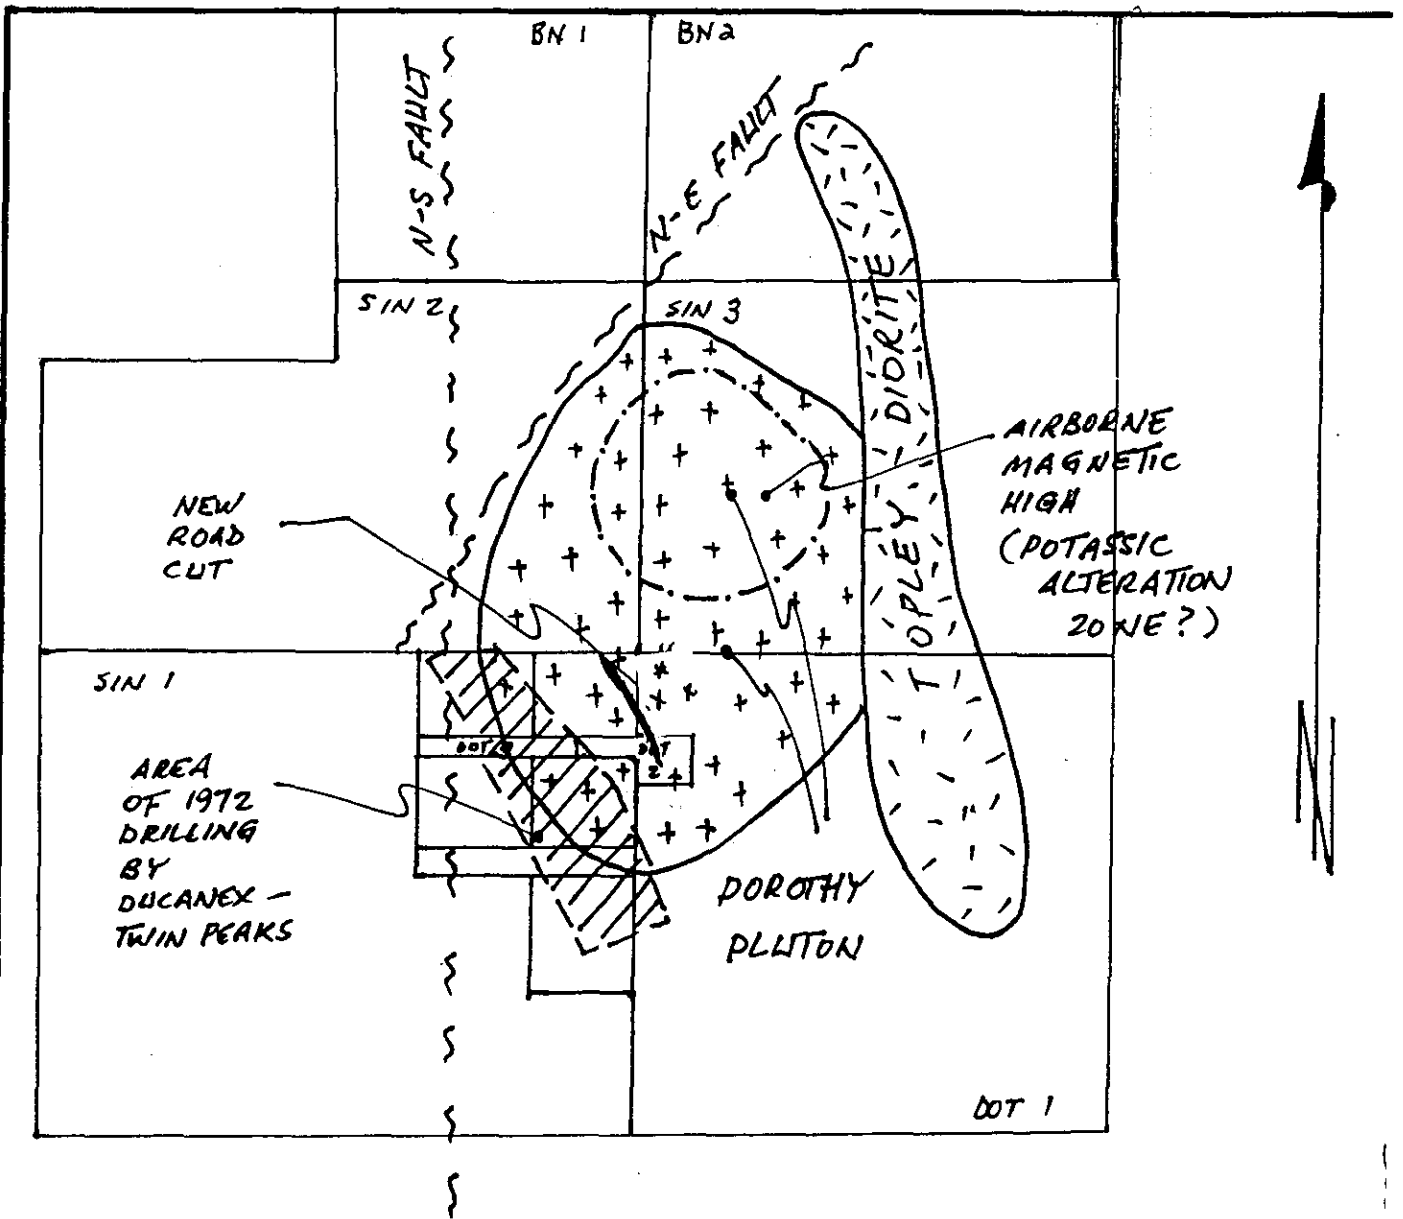 BN 1
BN 2
N-S FAULT
N-E FAULT
SIN 2
SIN 3
TOPLEY DIORITE
AIRBORNE
MAGNETIC
HIGH
(POTASSIC
ALTERATION
ZONE?)
NEW
ROAD
CUT
SIN 1
DOT
DOT
2
AREA
OF 1972
DRILLING
BY
DUCANEX -
TWIN PEAKS
DOROTHY
PLUTON
DOT 1
N